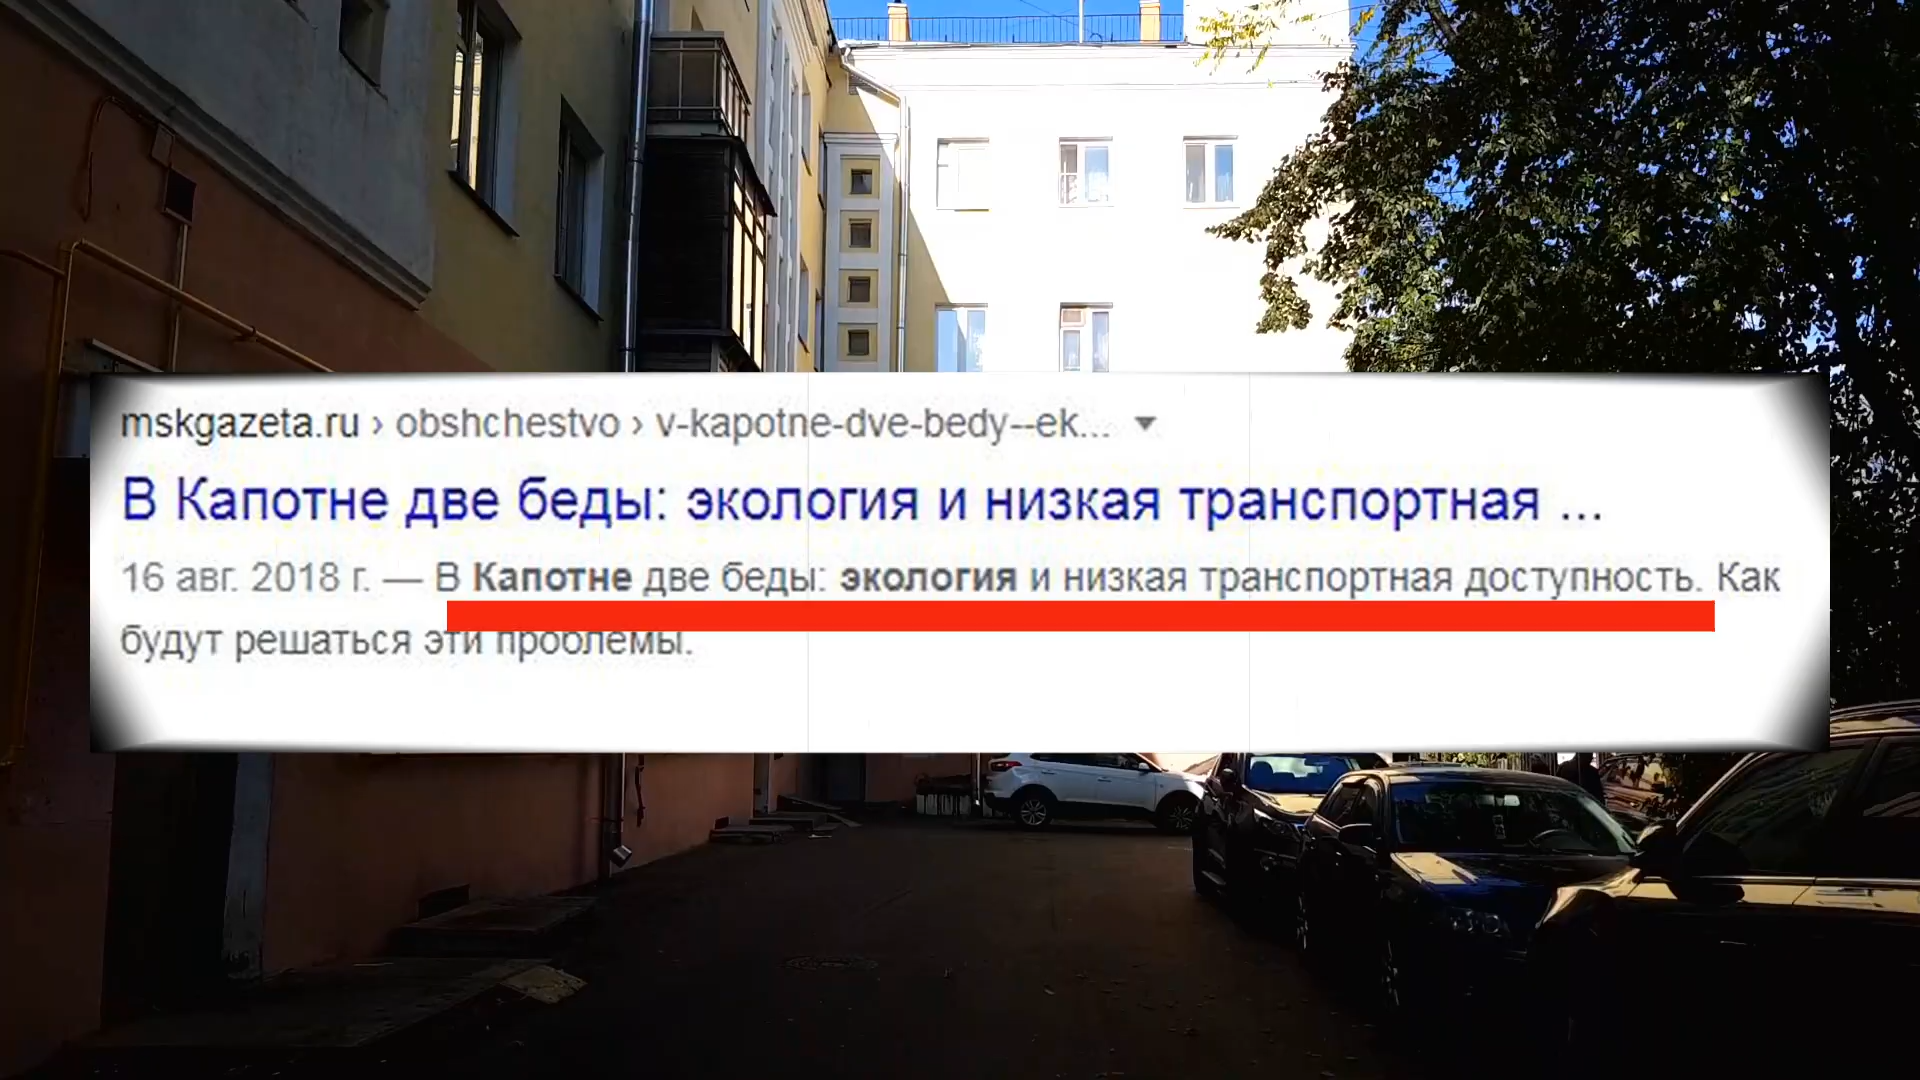 mskgazeta.ru › obshchestvo › v-kapotne-dve-bedy--ek...
В Капотне две беды: экология и низкая транспортная ...
16 авг. 2018 г. — В Капотне две беды: экология и низкая транспортная доступность. Как
будут решаться эти проблемы.